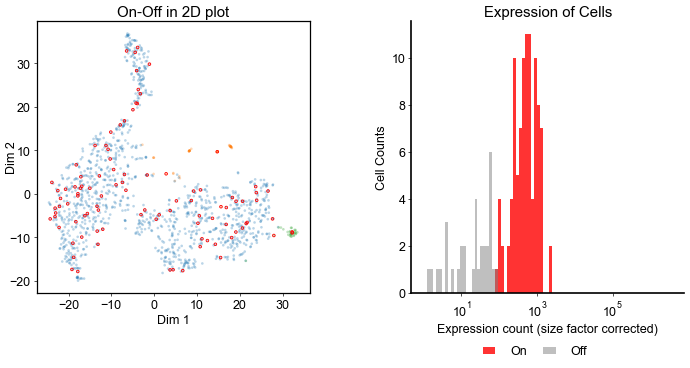 On-Off in 2D plot
Dim 2
30
20
10
0
−10
−20
−20 −10 0 10 20 30
Dim 1
Expression of Cells
Cell Counts
10
8
6
4
2
0
10^1 10^3 10^5
Expression count (size factor corrected)
On Off